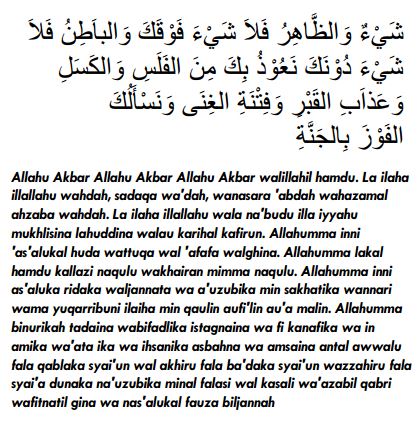 شَيْءٌ وَالظَّاهِرُ فَلاَ شَيْءَ فَوْقَكَ وَالبَاطِنُ فَلاَ
شَيْءَ دُوْنَكَ نَعُوْذُ بِكَ مِنَ الفَلَسِ وَالكَسَلِ
وَعَذَابِ القَبْرِ وَفِتْنَةِ الغِنَى وَنَسْأَلُكَ
الفَوْزَ بِالجَنَّةِ
Allahu Akbar Allahu Akbar Allahu Akbar walillahil hamdu. La ilaha
illallahu wahdah, sadaqa wa'dah, wanasara 'abdah wahazamal
ahzaba wahdah. La ilaha illallahu wala na'budu illa iyyahu
mukhlisina lahuddina walau karihal kafirun. Allahumma inni
'as'alukal huda wattuqa wal 'afafa walghina. Allahumma lakal
hamdu kallazi naqulu wakhairan mimma naqulu. Allahumma inni
as'aluka ridaka waljannata wa a'uzubika min sakhatika wannari
wama yuqarribuni ilaiha min qaulin aufi'lin au'a malin. Allahumma
binurikah tadaina wabifadlika istagnaina wa fi kanafika wa in
amika wa'ata ika wa ihsanika asbahna wa amsaina antal awwalu
fala qablaka syai'un wal akhiru fala ba'daka syai'un wazzahiru fala
syai'a dunaka na'uzubika minal falasi wal kasali wa'azabil qabri
wafitnatil gina wa nas'alukal fauza biljannah